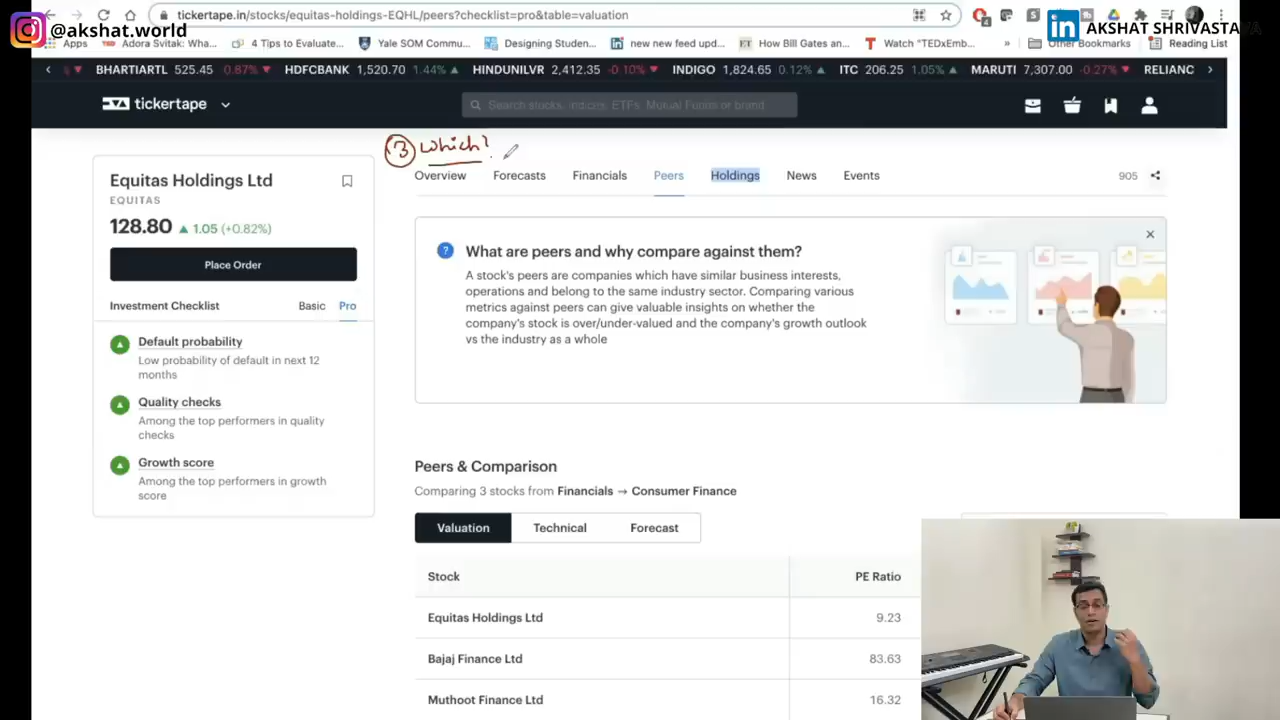 tickertape.in/stocks/equitas-holdings-EQHL/peers?checklist=pro&table=valuation
@akshat.world
AKSHAT SHRIVASTAVA
Apps
Adora Svitak: Wha...
4 Tips to Evaluate...
Yale SOM Commu...
Designing Studen...
new new feed upd...
How Bill Gates an...
Watch "TEDxEmb...
»
Other Bookmarks
Reading List
BHARTIARTL 525.45 -0.87% HDFCBANK 1,520.70 1.44% HINDUNILVR 2,412.35 -0.10% INDIGO 1,824.65 0.12% ITC 206.25 1.05% MARUTI 7,307.00 -0.27% RELIANC
tickertape
Search stocks, indices, ETFs, Mutual Funds or brand
③ which?
Overview Forecasts Financials Peers Holdings News Events 905
Equitas Holdings Ltd
EQUITAS
128.80 1.05 (+0.82%)
Place Order
Investment Checklist Basic Pro
Default probability
Low probability of default in next 12
months
Quality checks
Among the top performers in quality
checks
Growth score
Among the top performers in growth
score
What are peers and why compare against them?
A stock's peers are companies which have similar business interests,
operations and belong to the same industry sector. Comparing various
metrics against peers can give valuable insights on whether the
company's stock is over/under-valued and the company's growth outlook
vs the industry as a whole
Peers & Comparison
Comparing 3 stocks from Financials → Consumer Finance
Valuation Technical Forecast
Stock PE Ratio
Equitas Holdings Ltd 9.23
Bajaj Finance Ltd 83.63
Muthoot Finance Ltd 16.32